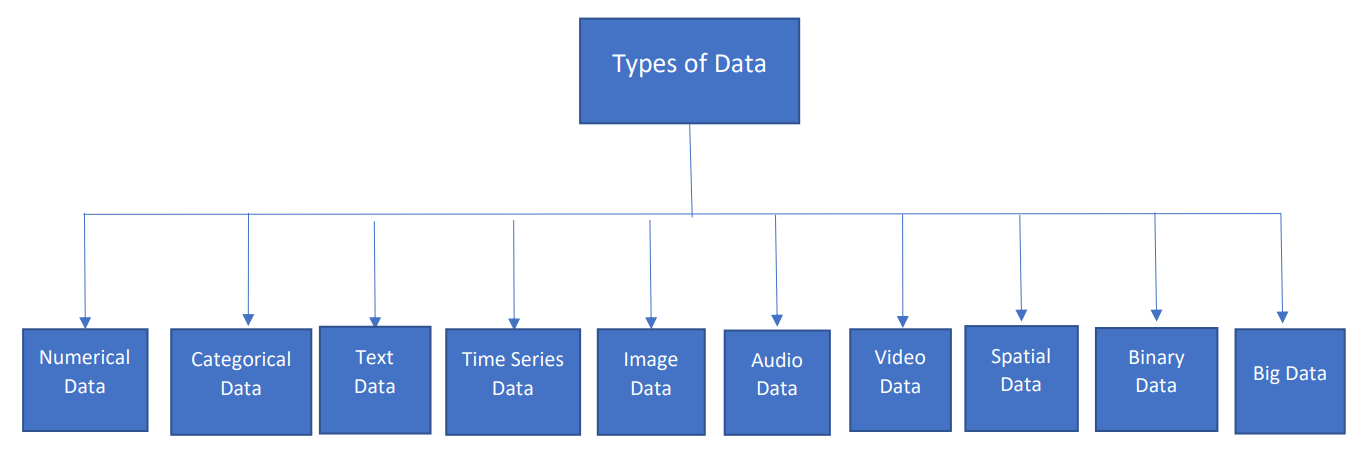 Types of Data
Numerical
Data
Categorical
Data
Text
Data
Time Series
Data
Image
Data
Audio
Data
Video
Data
Spatial
Data
Binary
Data
Big Data